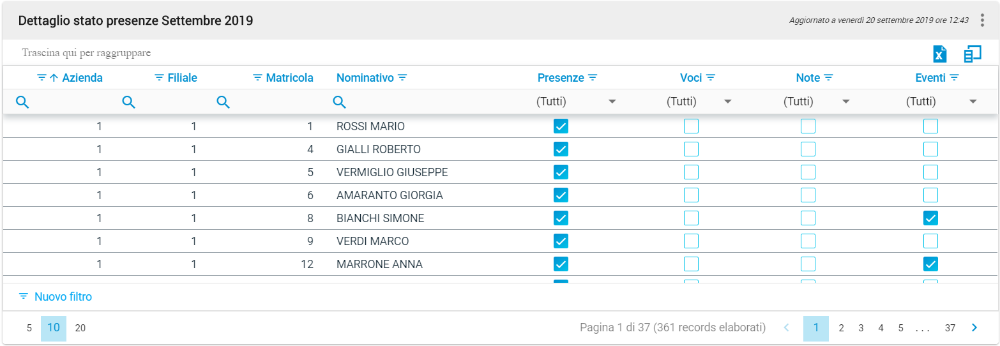 Dettaglio stato presenze Settembre 2019 Aggiornato a venerdì 20 settembre 2019 ore 12:43
Trascina qui per raggruppare
Azienda Filiale Matricola Nominativo Presenze Voci Note Eventi
(Tutti) (Tutti) (Tutti) (Tutti)
1 1 1 ROSSI MARIO
1 1 4 GIALLI ROBERTO
1 1 5 VERMIGLIO GIUSEPPE
1 1 6 AMARANTO GIORGIA
1 1 8 BIANCHI SIMONE
1 1 9 VERDI MARCO
1 1 12 MARRONE ANNA
Nuovo filtro
5 10 20 Pagina 1 di 37 (361 records elaborati) 1 2 3 4 5 . . . 37